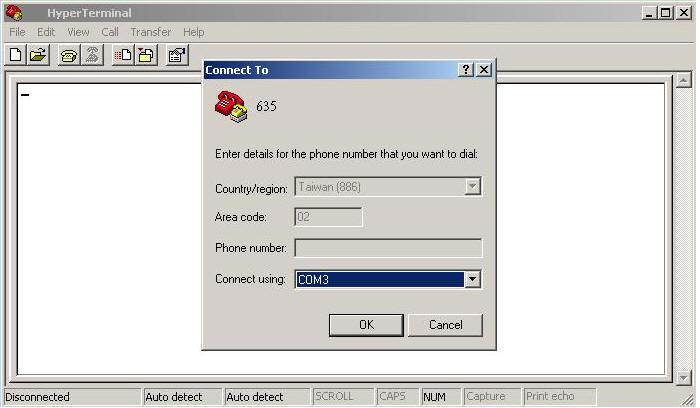 HyperTerminal
File Edit View Call Transfer Help
Connect To
635
Enter details for the phone number that you want to dial:
Country/region: Taiwan (886)
Area code: 02
Phone number:
Connect using: COM3
OK Cancel
Disconnected Auto detect Auto detect SCROLL CAPS NUM Capture Print echo